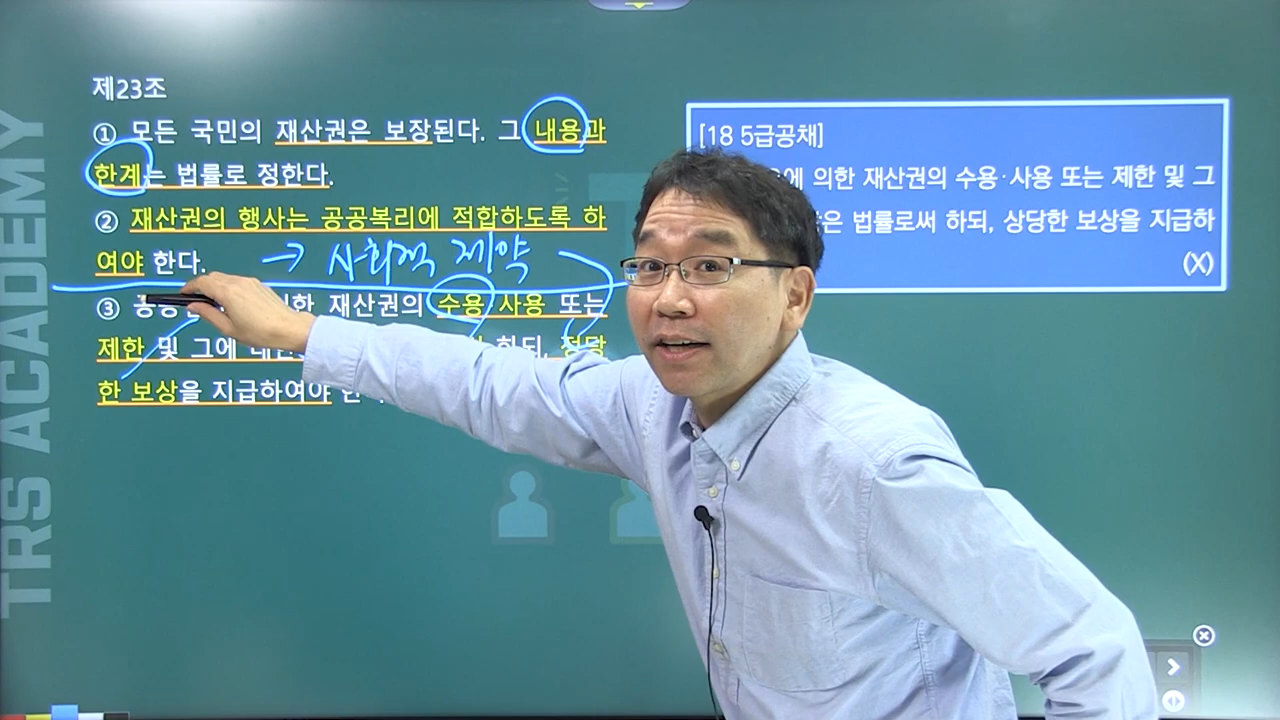 제23조
① 모든 국민의 재산권은 보장된다. 그 내용과
한계는 법률로 정한다.
② 재산권의 행사는 공공복리에 적합하도록 하
여야 한다.
→ 사회적 제약
③ 재산권의 수용 사용 또는
제한 및 그에 하되, 정당
한 보상을 지급하여야
[18 5급공채]
의한 재산권의 수용·사용 또는 제한 및 그
법률로써 하되, 상당한 보상을 지급하
(X)
TRS ACADEMY